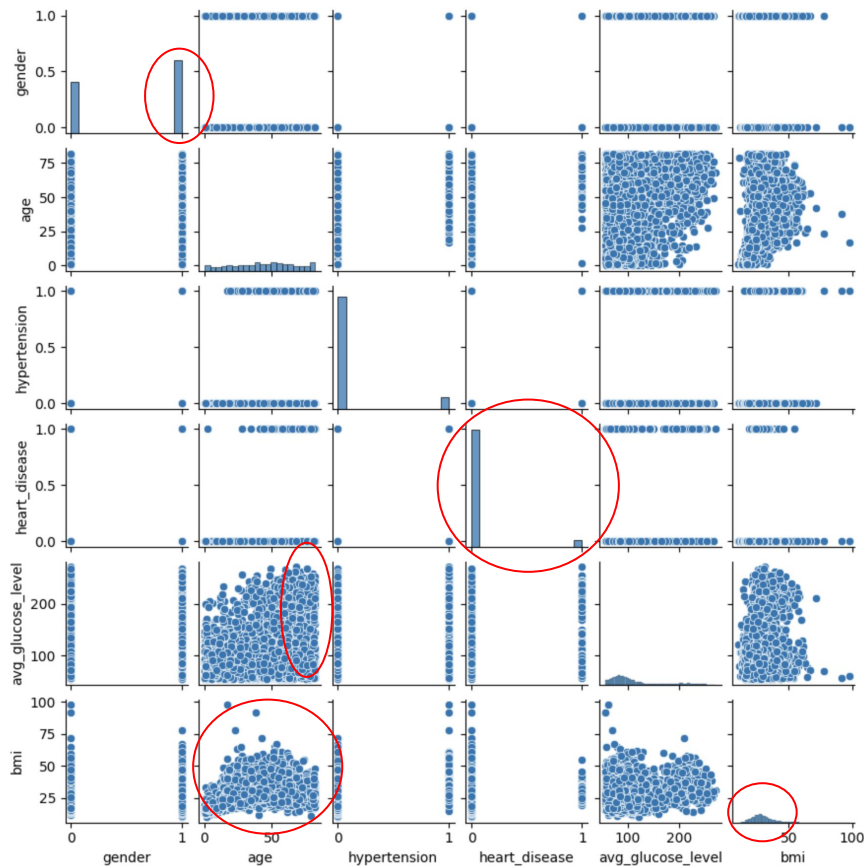 gender
1.0
0.5
0.0
age
75
50
25
0
hypertension
1.0
0.5
0.0
heart_disease
1.0
0.5
0.0
avg_glucose_level
200
100
bmi
100
75
50
25
0 1 0 50 0 1 0 1 100 200 50 100
gender age hypertension heart_disease avg_glucose_level bmi